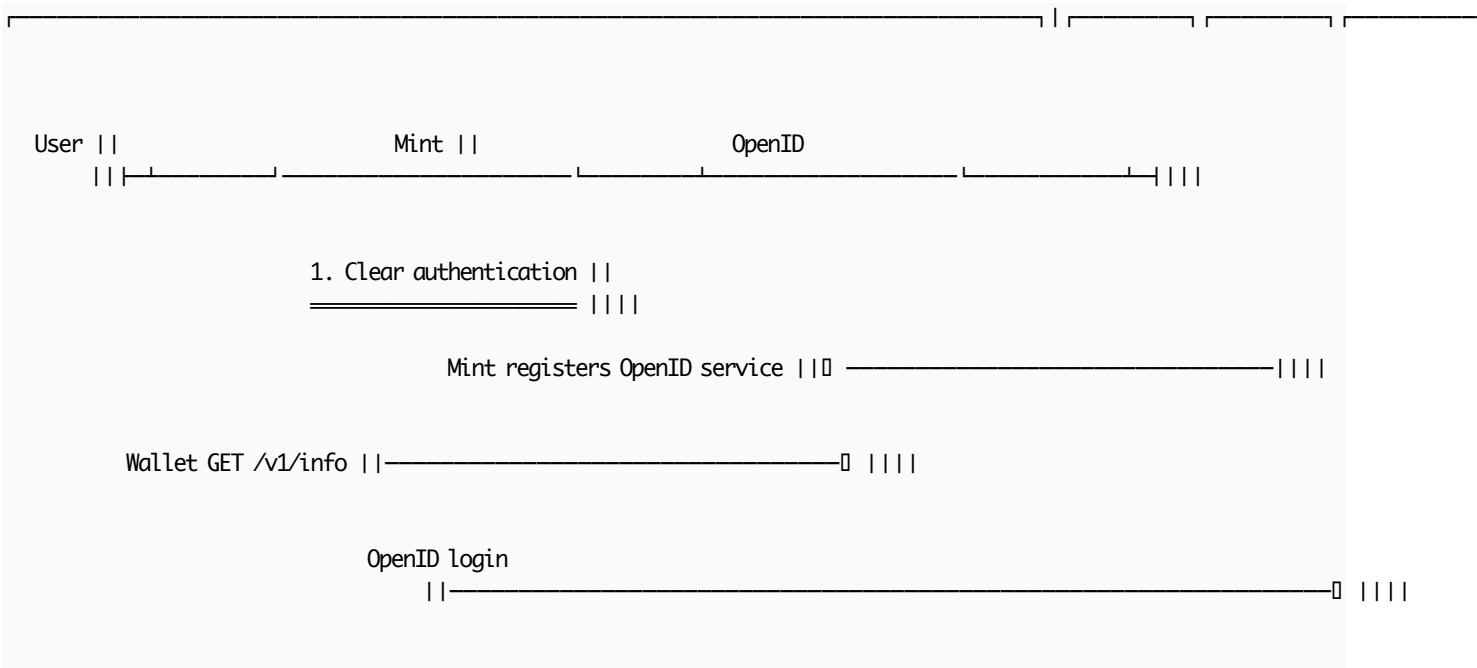 User || Mint || OpenID
1. Clear authentication ||
Mint registers OpenID service ||
Wallet GET /v1/info ||
OpenID login